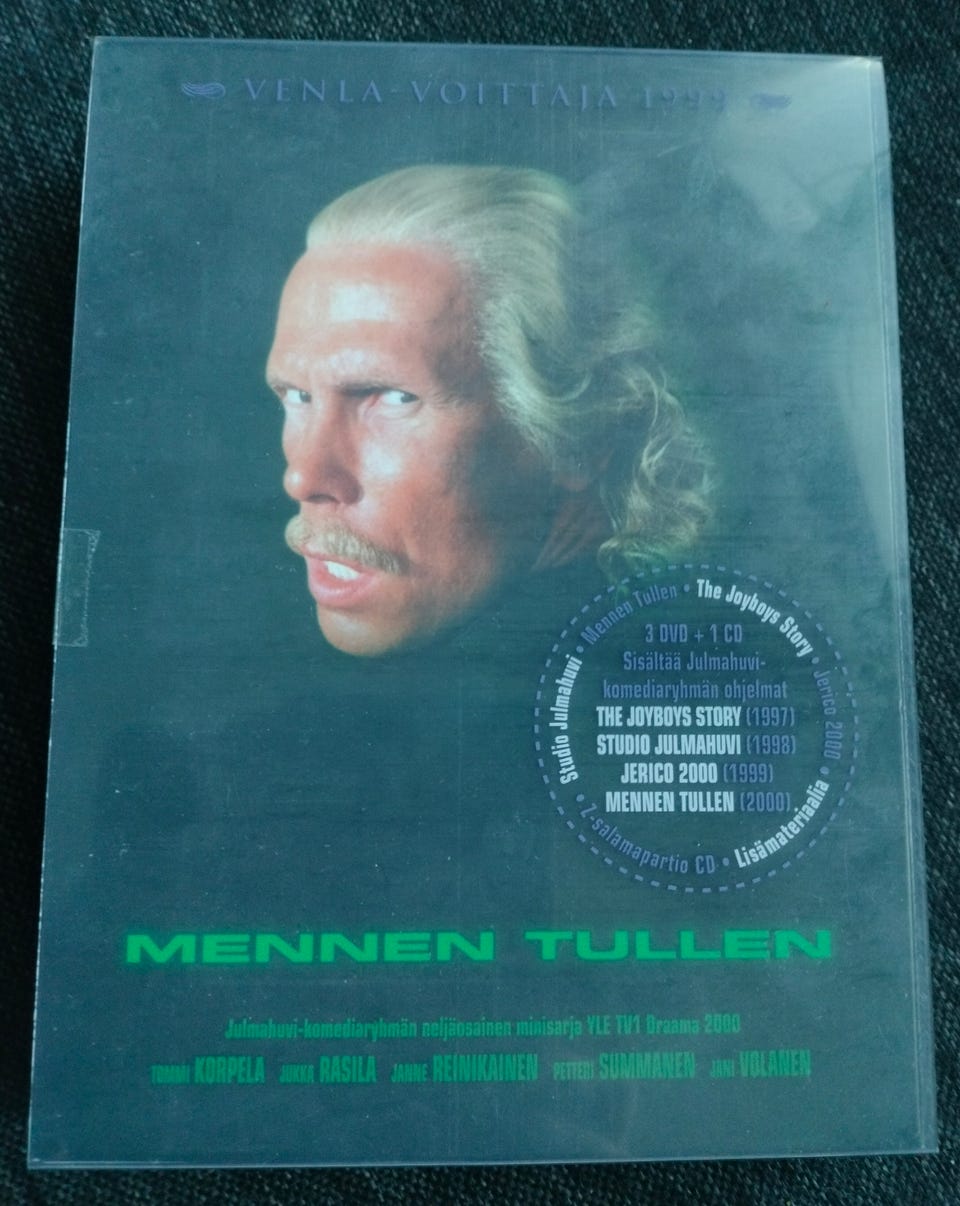 VENLA-VOITTAJA 1999
Studio Julmahuvi • Mennen Tullen • The Joyboys Story • Jerico 2000 • Lisämateriaalia • Z-salamapartio CD •
3 DVD + 1 CD
Sisältää Julmahuvi-
komediaryhmän ohjelmat
THE JOYBOYS STORY (1997)
STUDIO JULMAHUVI (1998)
JERICO 2000 (1999)
MENNEN TULLEN (2000)
MENNEN TULLEN
Julmahuvi-komediaryhmän neljäosainen minisarja YLE TV1 Draama 2000
TOMMI KORPELA JUKKA RASILA JANNE REINIKAINEN PETTERI SUMMANEN JANI VOLANEN